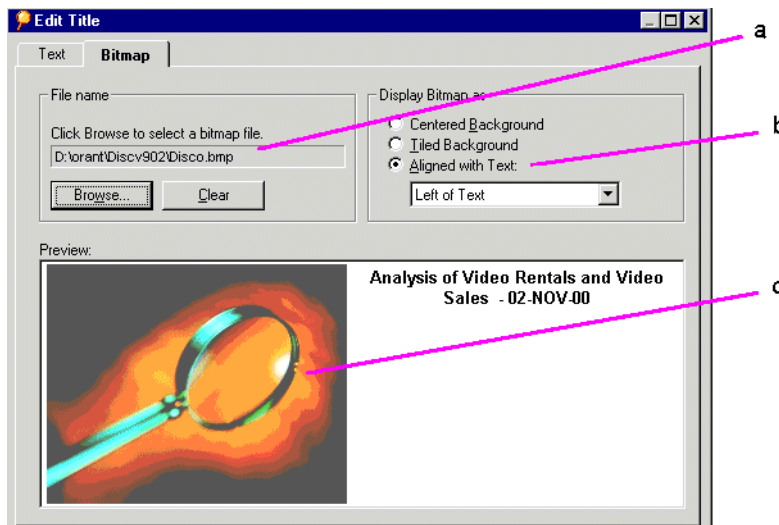 Edit Title
Text
Bitmap
File name
Click Browse to select a bitmap file.
D:\orant\Discv902\Disco.bmp
Browse...
Clear
Display Bitmap as
Centered Background
Tiled Background
Aligned with Text:
Left of Text
Preview:
Analysis of Video Rentals and Video
Sales - 02-NOV-00
a
b
c